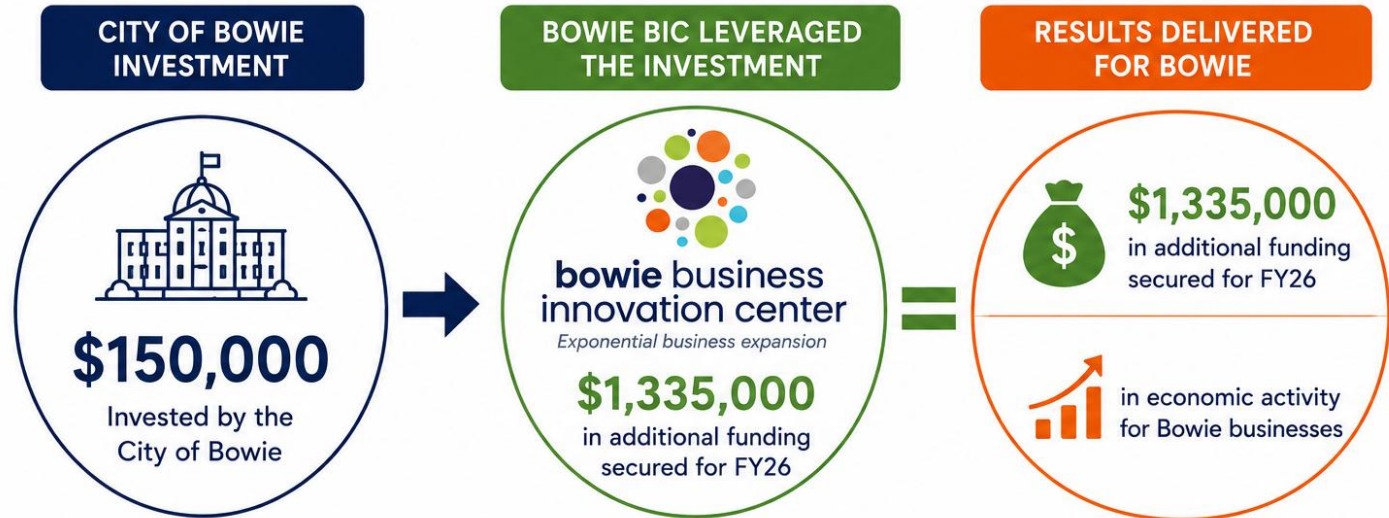 CITY OF BOWIE
INVESTMENT
$150,000
Invested by the
City of Bowie
BOWIE BIC LEVERAGED
THE INVESTMENT
bowie business
innovation center
Exponential business expansion
$1,335,000
in additional funding
secured for FY26
RESULTS DELIVERED
FOR BOWIE
$
$1,335,000
in additional funding
secured for FY26
in economic activity
for Bowie businesses